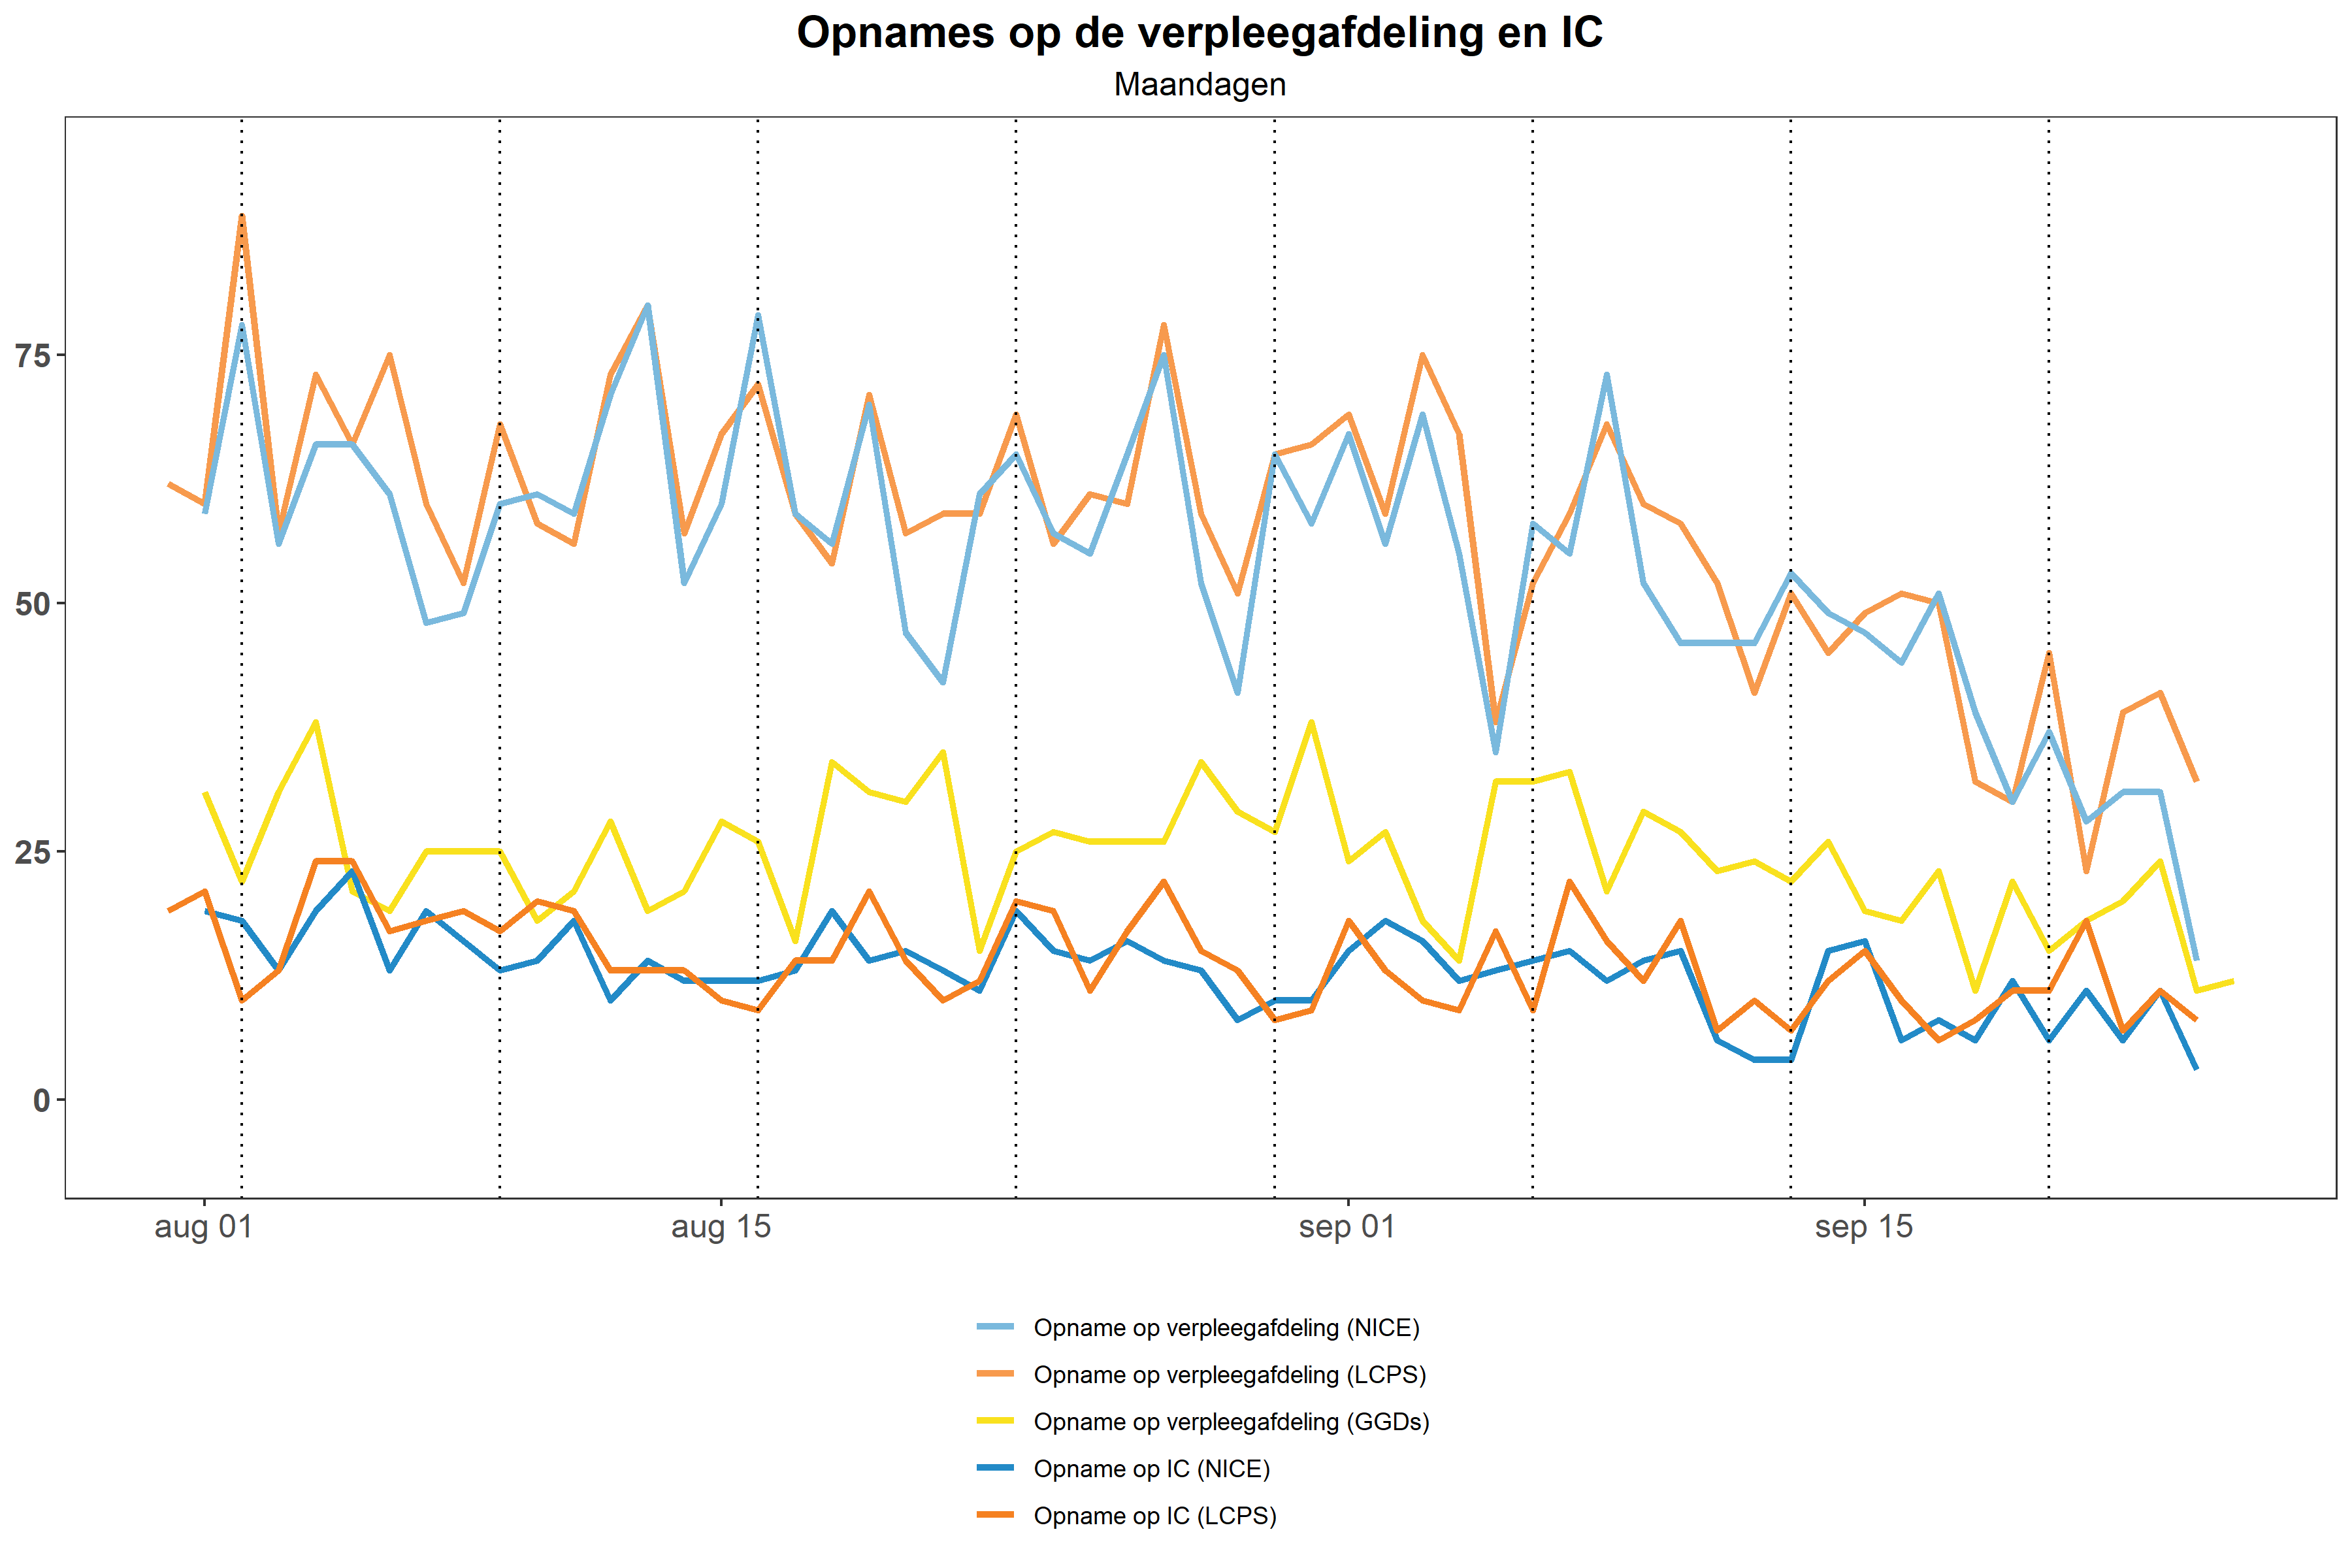 Opnames op de verpleegafdeling en IC
Maandagen
75
50
25
0
aug 01
aug 15
sep 01
sep 15
Opname op verpleegafdeling (NICE)
Opname op verpleegafdeling (LCPS)
Opname op verpleegafdeling (GGDs)
Opname op IC (NICE)
Opname op IC (LCPS)